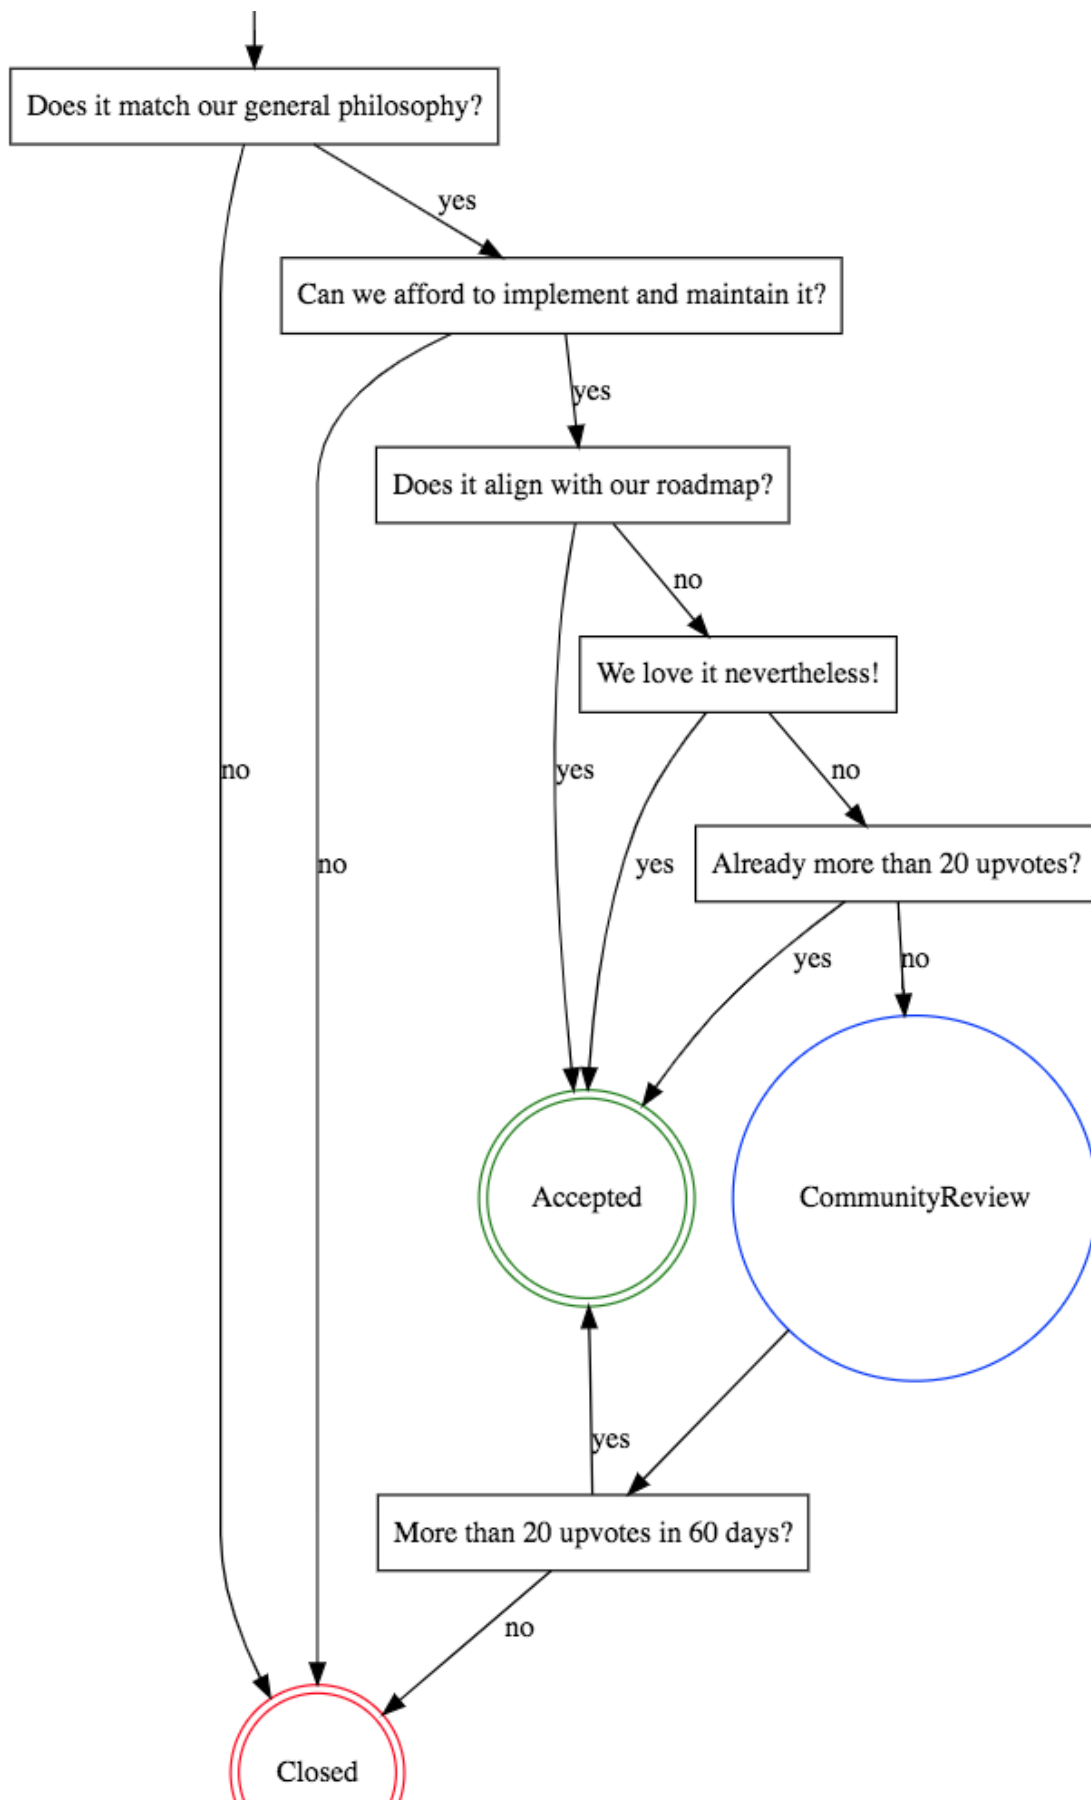 Does it match our general philosophy?
yes
Can we afford to implement and maintain it?
yes
Does it align with our roadmap?
no
We love it nevertheless!
no
yes
no
no
yes
Already more than 20 upvotes?
yes
no
Accepted
CommunityReview
yes
More than 20 upvotes in 60 days?
no
Closed